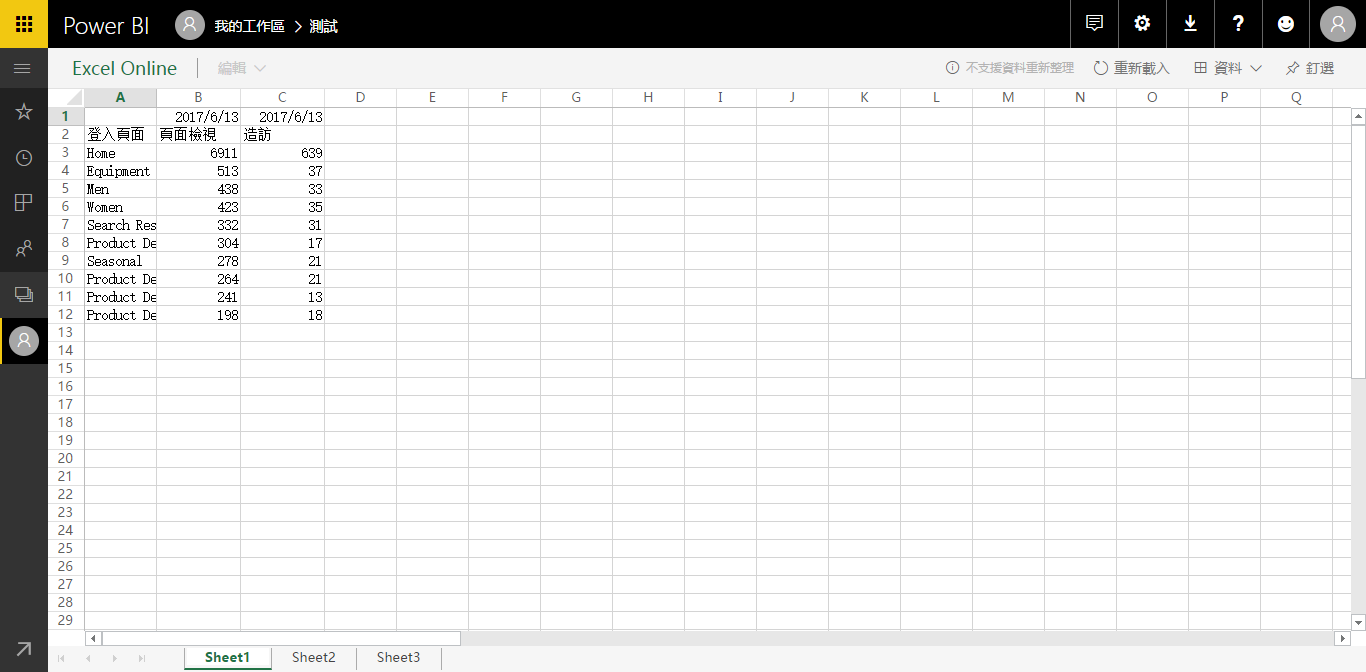 Power BI 我的工作區 > 測試
Excel Online 編輯 不支援資料重新整理 重新載入 資料 釘選
A B C D E F G H I J K L M N O P Q
1 2017/6/13 2017/6/13
2 登入頁面 頁面檢視 造訪
3 Home 6911 639
4 Equipment 513 37
5 Men 438 33
6 Women 423 35
7 Search Res 332 31
8 Product De 304 17
9 Seasonal 278 21
10 Product De 264 21
11 Product De 241 13
12 Product De 198 18
13
14
15
16
17
18
19
20
21
22
23
24
25
26
27
28
29
Sheet1 Sheet2 Sheet3